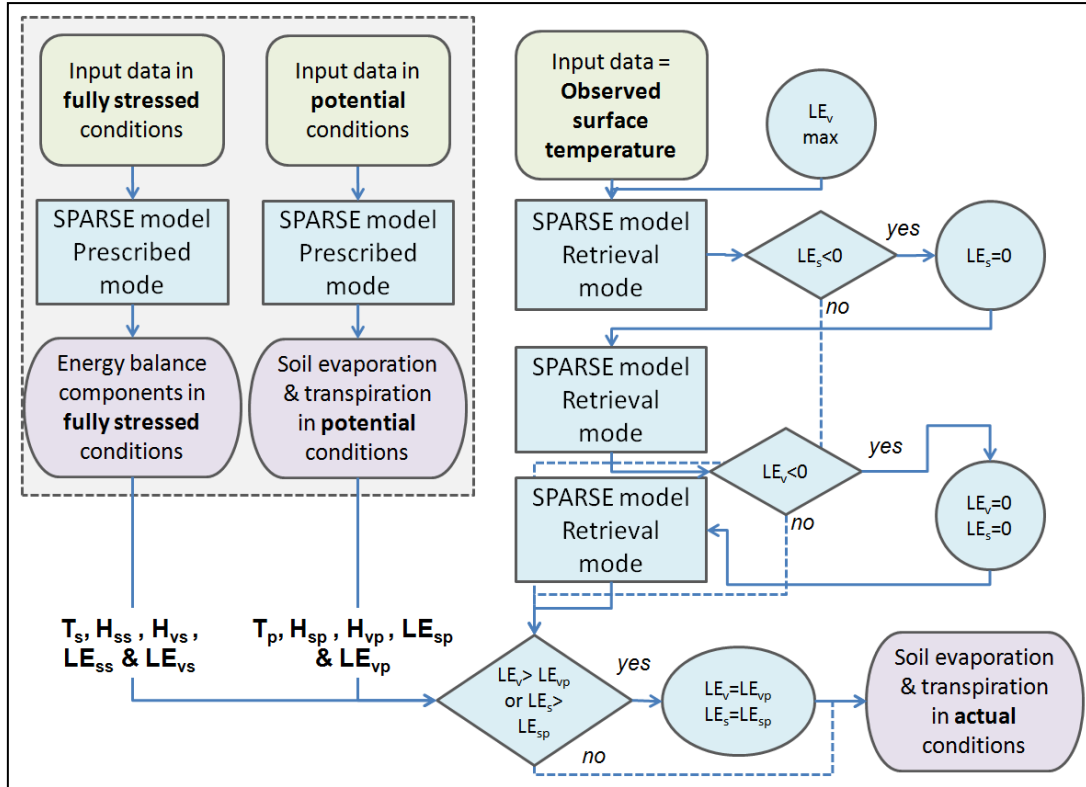 Input data in
fully stressed
conditions
Input data in
potential
conditions
Input data =
Observed
surface
temperature
LEv
max
SPARSE model
Prescribed
mode
SPARSE model
Prescribed
mode
SPARSE model
Retrieval
mode
LEs<0
yes
LEs=0
no
Energy balance
components in
fully stressed
conditions
Soil evaporation
& transpiration
in potential
conditions
SPARSE model
Retrieval
mode
LEv<0
yes
LEv=0
LEs=0
no
SPARSE model
Retrieval
mode
Ts, Hss , Hvs ,
LEss & LEvs
Tp, Hsp , Hvp, LEsp
& LEvp
LEv> LEvp
or LEs>
LEsp
yes
LEv=LEvp
LEs=LEsp
no
Soil evaporation
& transpiration
in actual
conditions